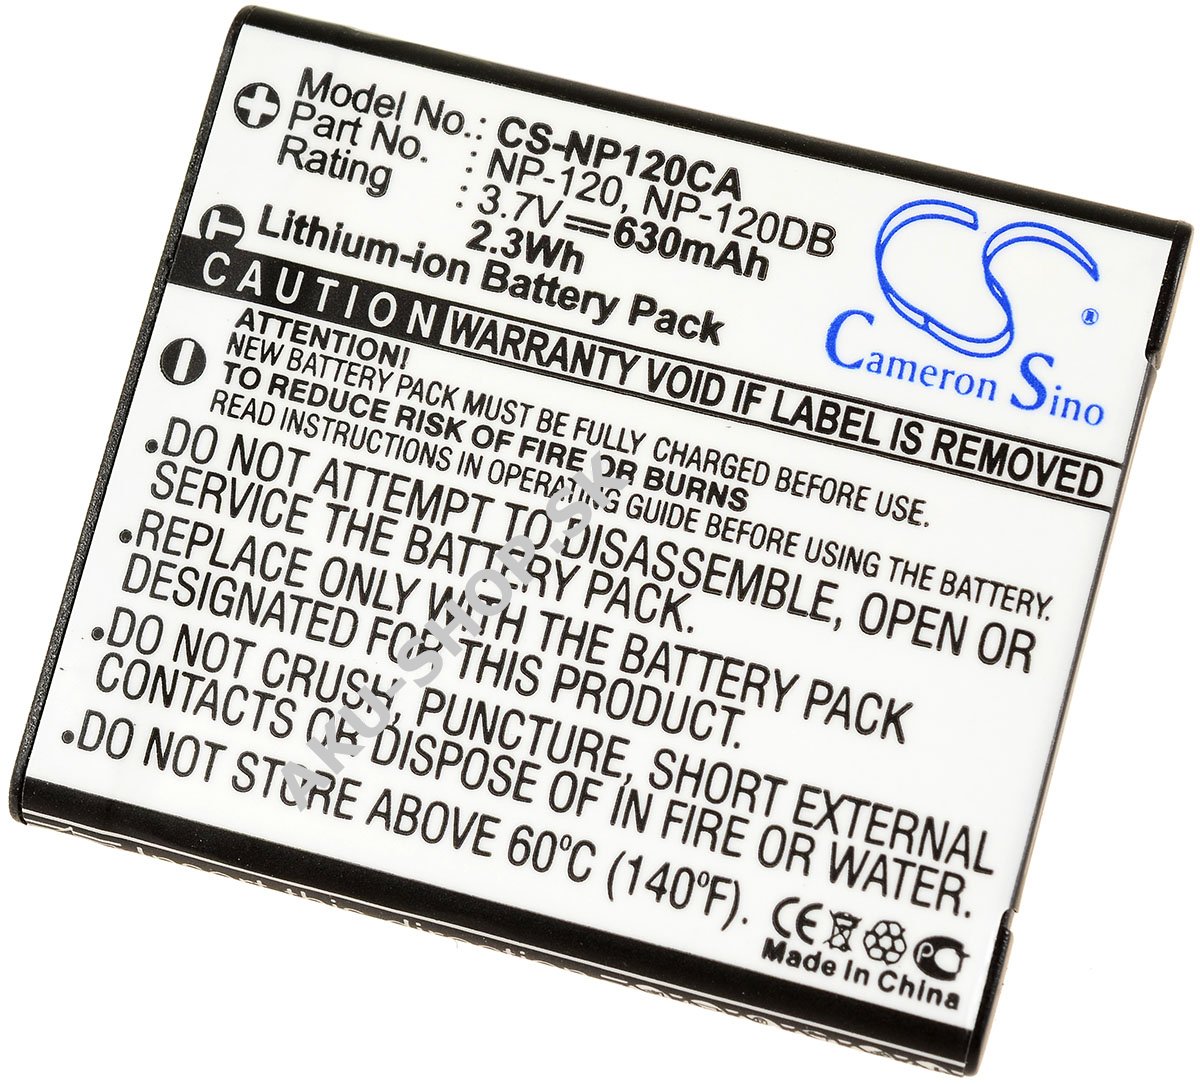 Model No.: CS-NP120CA
Part No. : NP-120, NP-120DB
Rating : 3.7V⎓630mAh
2.3Wh
Lithium-ion Battery Pack
CS
®
Cameron Sino
CAUTION WARRANTY VOID IF LABEL IS REMOVED
ATTENTION!
NEW BATTERY PACK MUST BE FULLY CHARGED BEFORE USE.
TO REDUCE RISK OF FIRE OR BURNS
READ INSTRUCTIONS IN OPERATING GUIDE BEFORE USING THE BATTERY.
•DO NOT ATTEMPT TO DISASSEMBLE, OPEN OR
SERVICE THE BATTERY PACK.
•REPLACE ONLY WITH THE BATTERY PACK
DESIGNATED FOR THIS PRODUCT.
•DO NOT CRUSH, PUNCTURE, SHORT EXTERNAL
CONTACTS OR DISPOSE OF IN FIRE OR WATER.
•DO NOT STORE ABOVE 60ºC (140ºF).
CE
Made In China
AKU-SHOP.SK